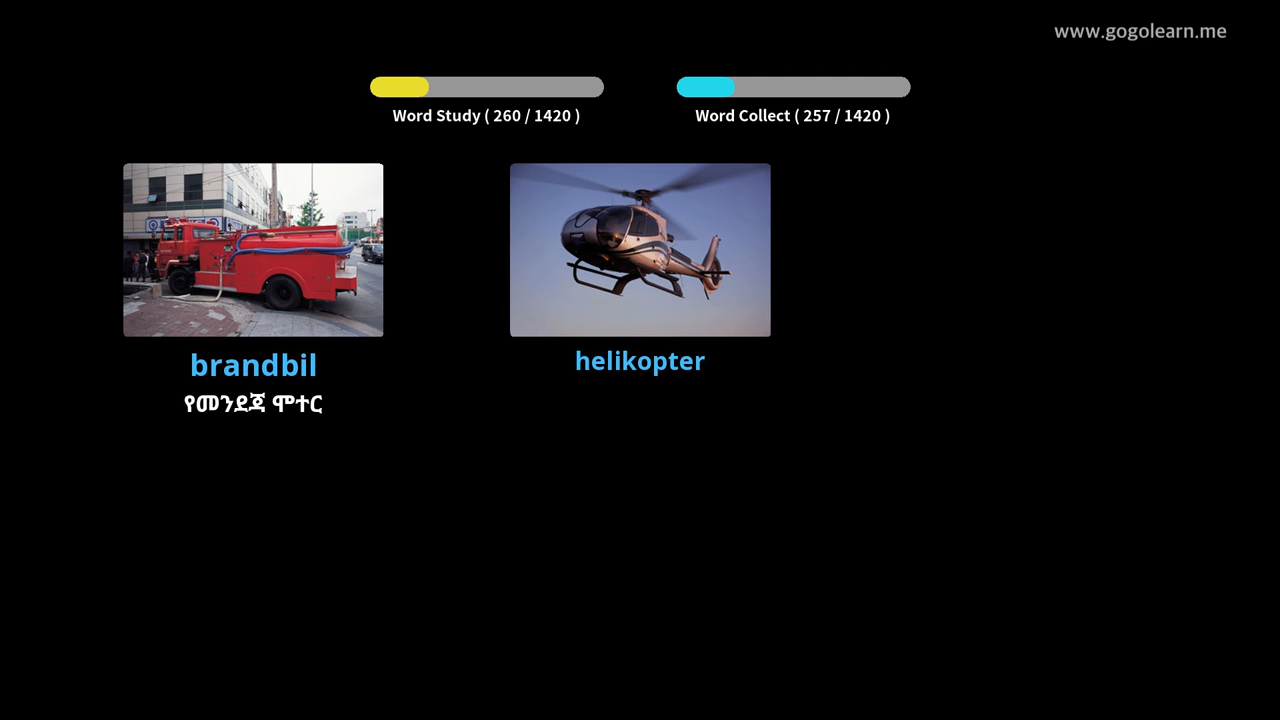 www.gogolearn.me
Word Study ( 260 / 1420 )
Word Collect ( 257 / 1420 )
brandbil
የመንደጃ ሞተር
helikopter